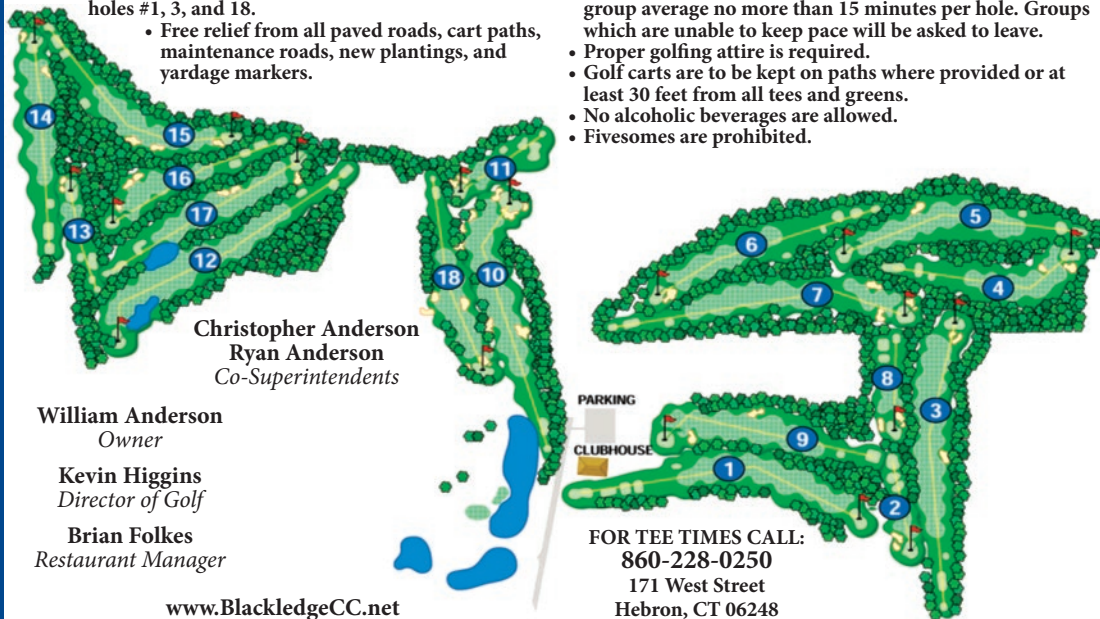 holes #1, 3, and 18.
• Free relief from all paved roads, cart paths,
maintenance roads, new plantings, and
yardage markers.
group average no more than 15 minutes per hole. Groups
which are unable to keep pace will be asked to leave.
• Proper golfing attire is required.
• Golf carts are to be kept on paths where provided or at
least 30 feet from all tees and greens.
• No alcoholic beverages are allowed.
• Fivesomes are prohibited.
14
15
16
13
17
12
11
18
10
5
6
4
7
8
3
9
1
2
PARKING
CLUBHOUSE
Christopher Anderson
Ryan Anderson
Co-Superintendents
William Anderson
Owner
Kevin Higgins
Director of Golf
Brian Folkes
Restaurant Manager
www.BlackledgeCC.net
FOR TEE TIMES CALL:
860-228-0250
171 West Street
Hebron, CT 06248